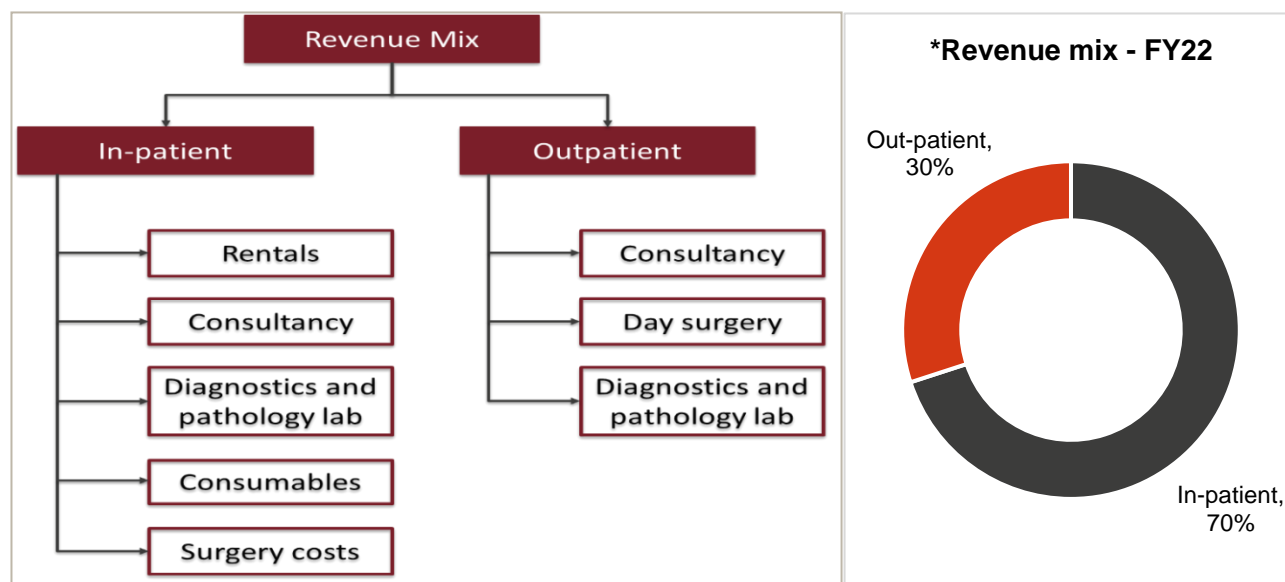 Revenue Mix
In-patient
Outpatient
Rentals
Consultancy
Diagnostics and
pathology lab
Consumables
Surgery costs
Consultancy
Day surgery
Diagnostics and
pathology lab
*Revenue mix - FY22
Out-patient,
30%
In-patient,
70%